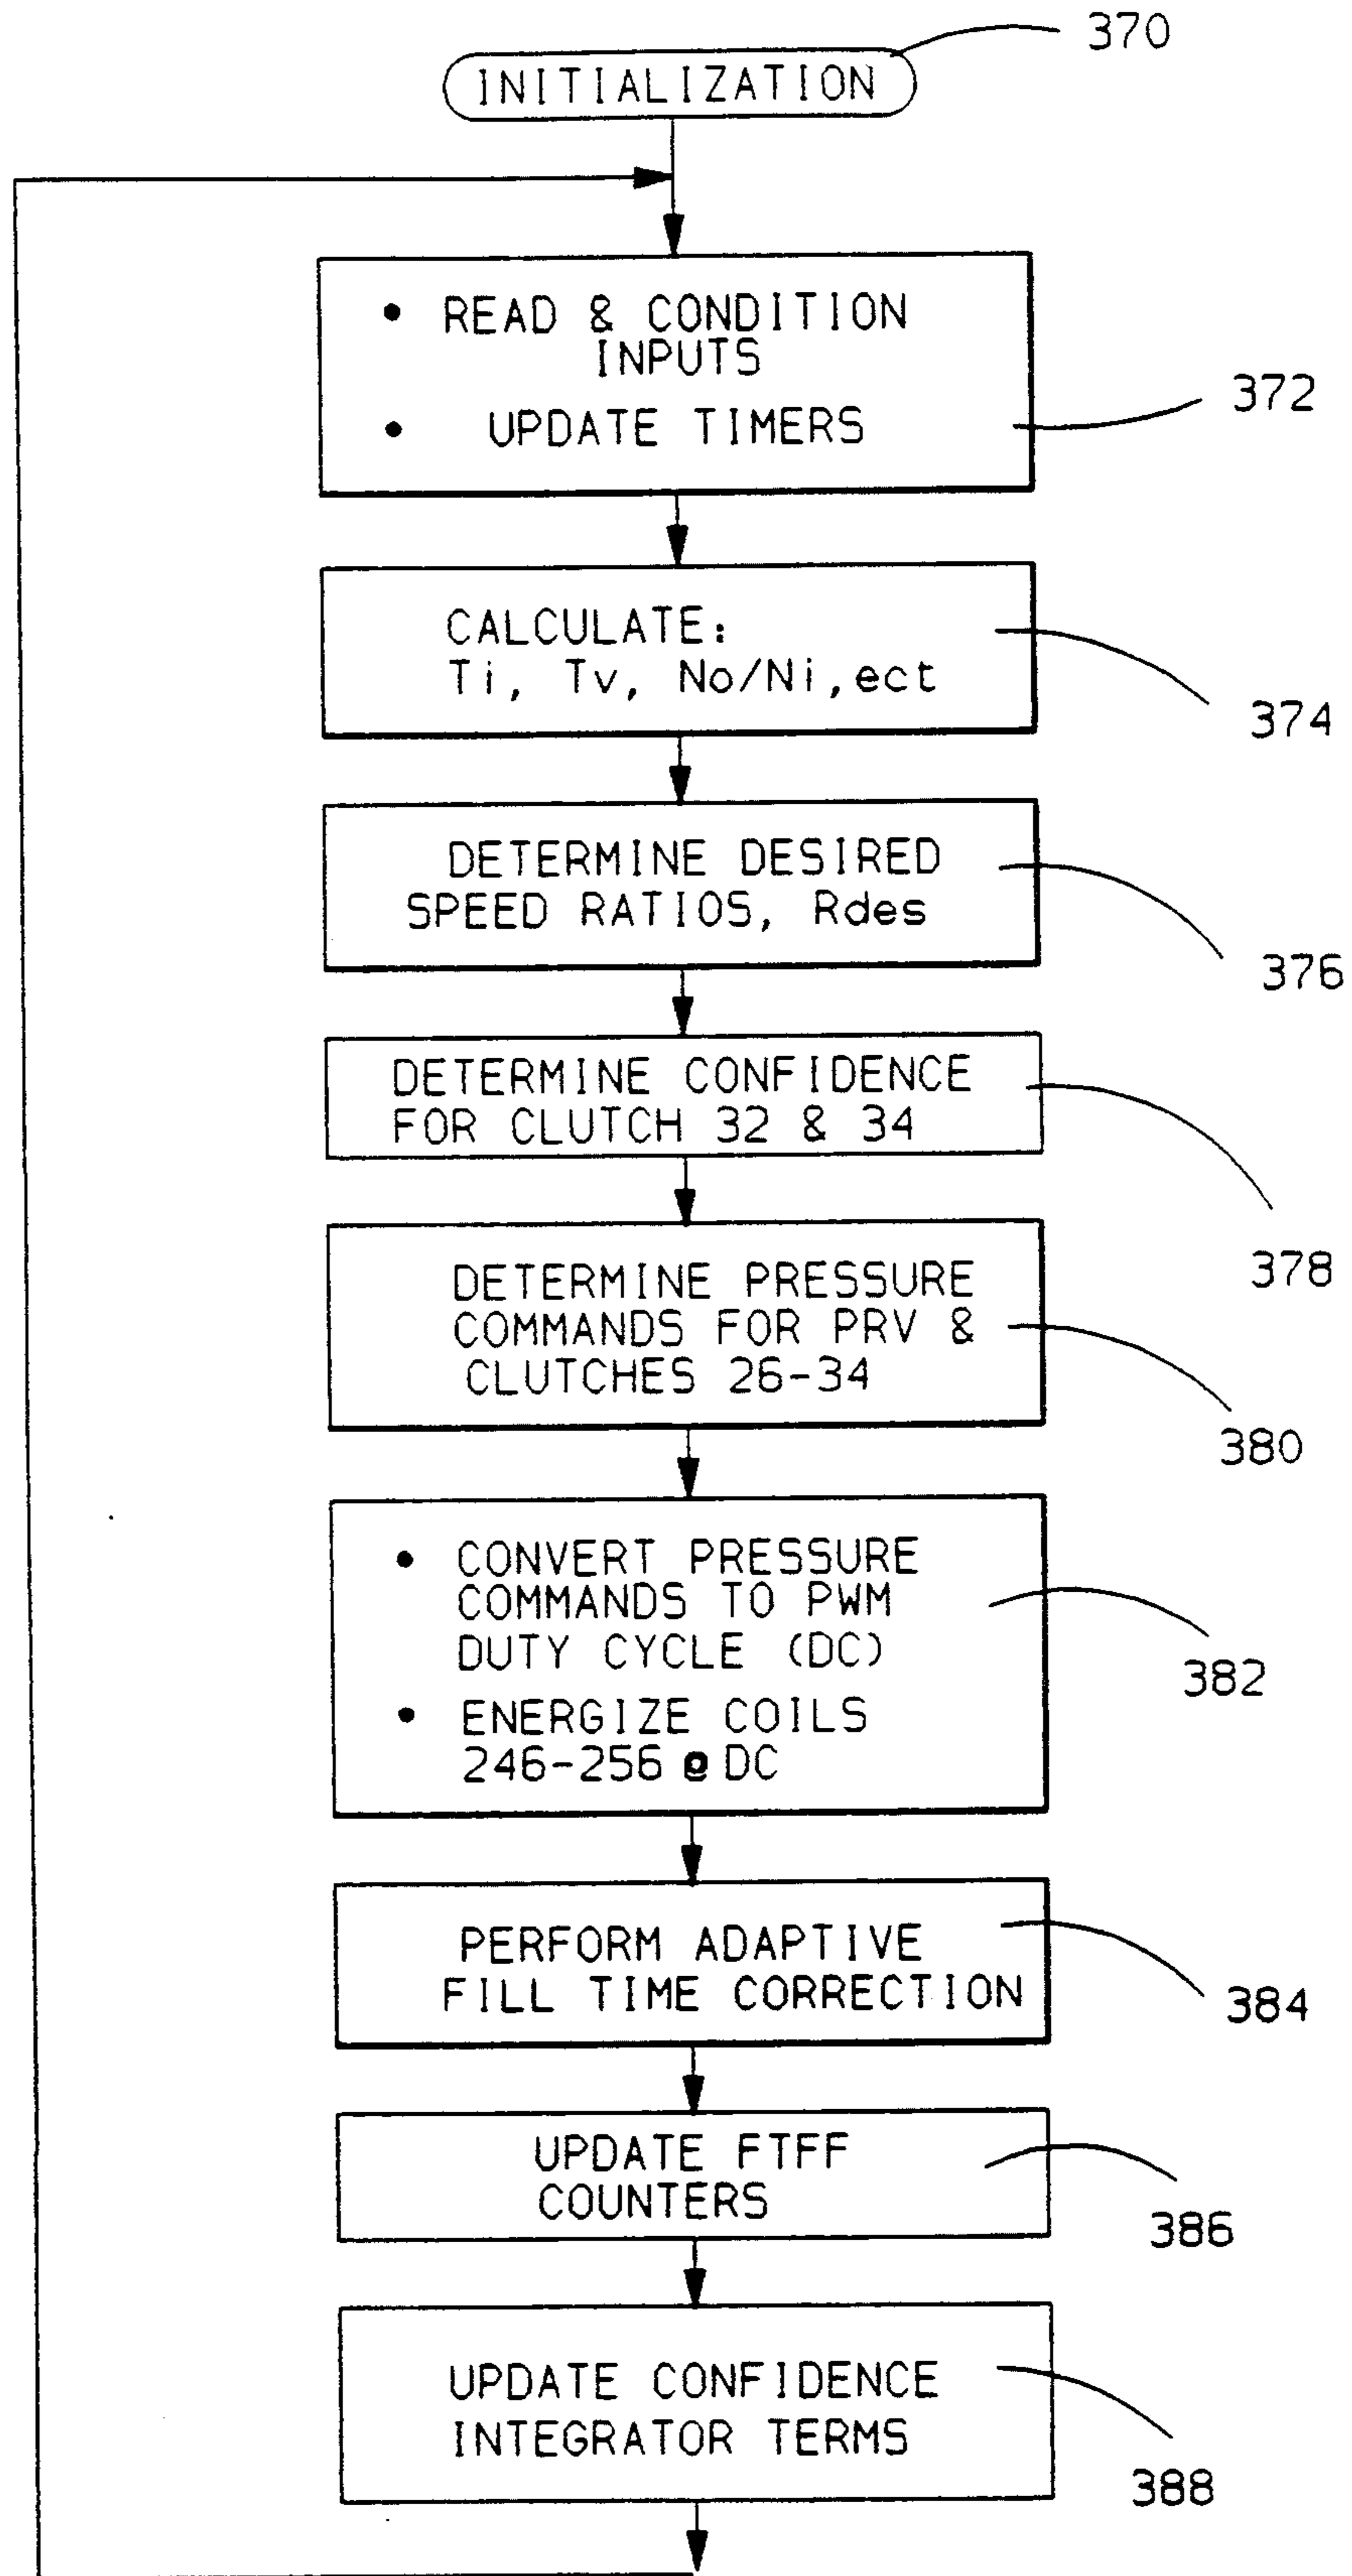 370
INITIALIZATION
• READ & CONDITION
INPUTS
• UPDATE TIMERS
372
CALCULATE:
Ti, Tv, No/Ni,ect
374
DETERMINE DESIRED
SPEED RATIOS, Rdes
376
DETERMINE CONFIDENCE
FOR CLUTCH 32 & 34
378
DETERMINE PRESSURE
COMMANDS FOR PRV &
CLUTCHES 26-34
380
• CONVERT PRESSURE
COMMANDS TO PWM
DUTY CYCLE (DC)
382
• ENERGIZE COILS
246-256 @ DC
PERFORM ADAPTIVE
FILL TIME CORRECTION
384
UPDATE FTFF
COUNTERS
386
UPDATE CONFIDENCE
INTEGRATOR TERMS
388